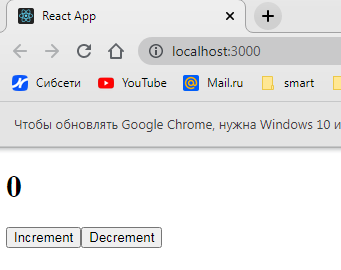 React App
localhost:3000
Сибсети YouTube Mail.ru smart
Чтобы обновлять Google Chrome, нужна Windows 10 и
0
Increment Decrement